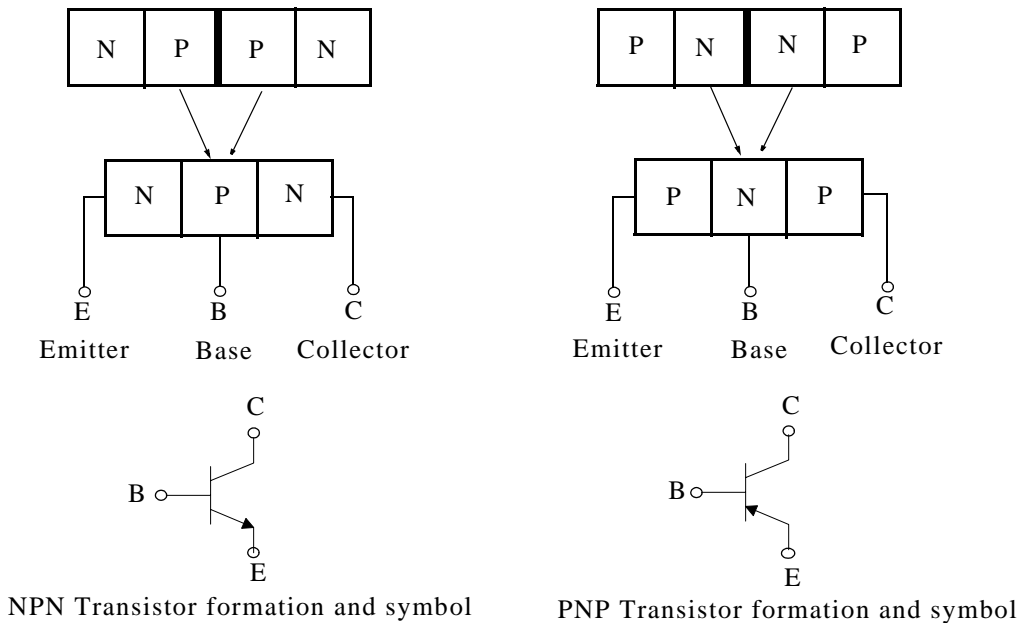 N P P N
N P N
E B C
Emitter Base Collector
C
B
E
NPN Transistor formation and symbol
P N N P
P N P
E B C
Emitter Base Collector
C
B
E
PNP Transistor formation and symbol